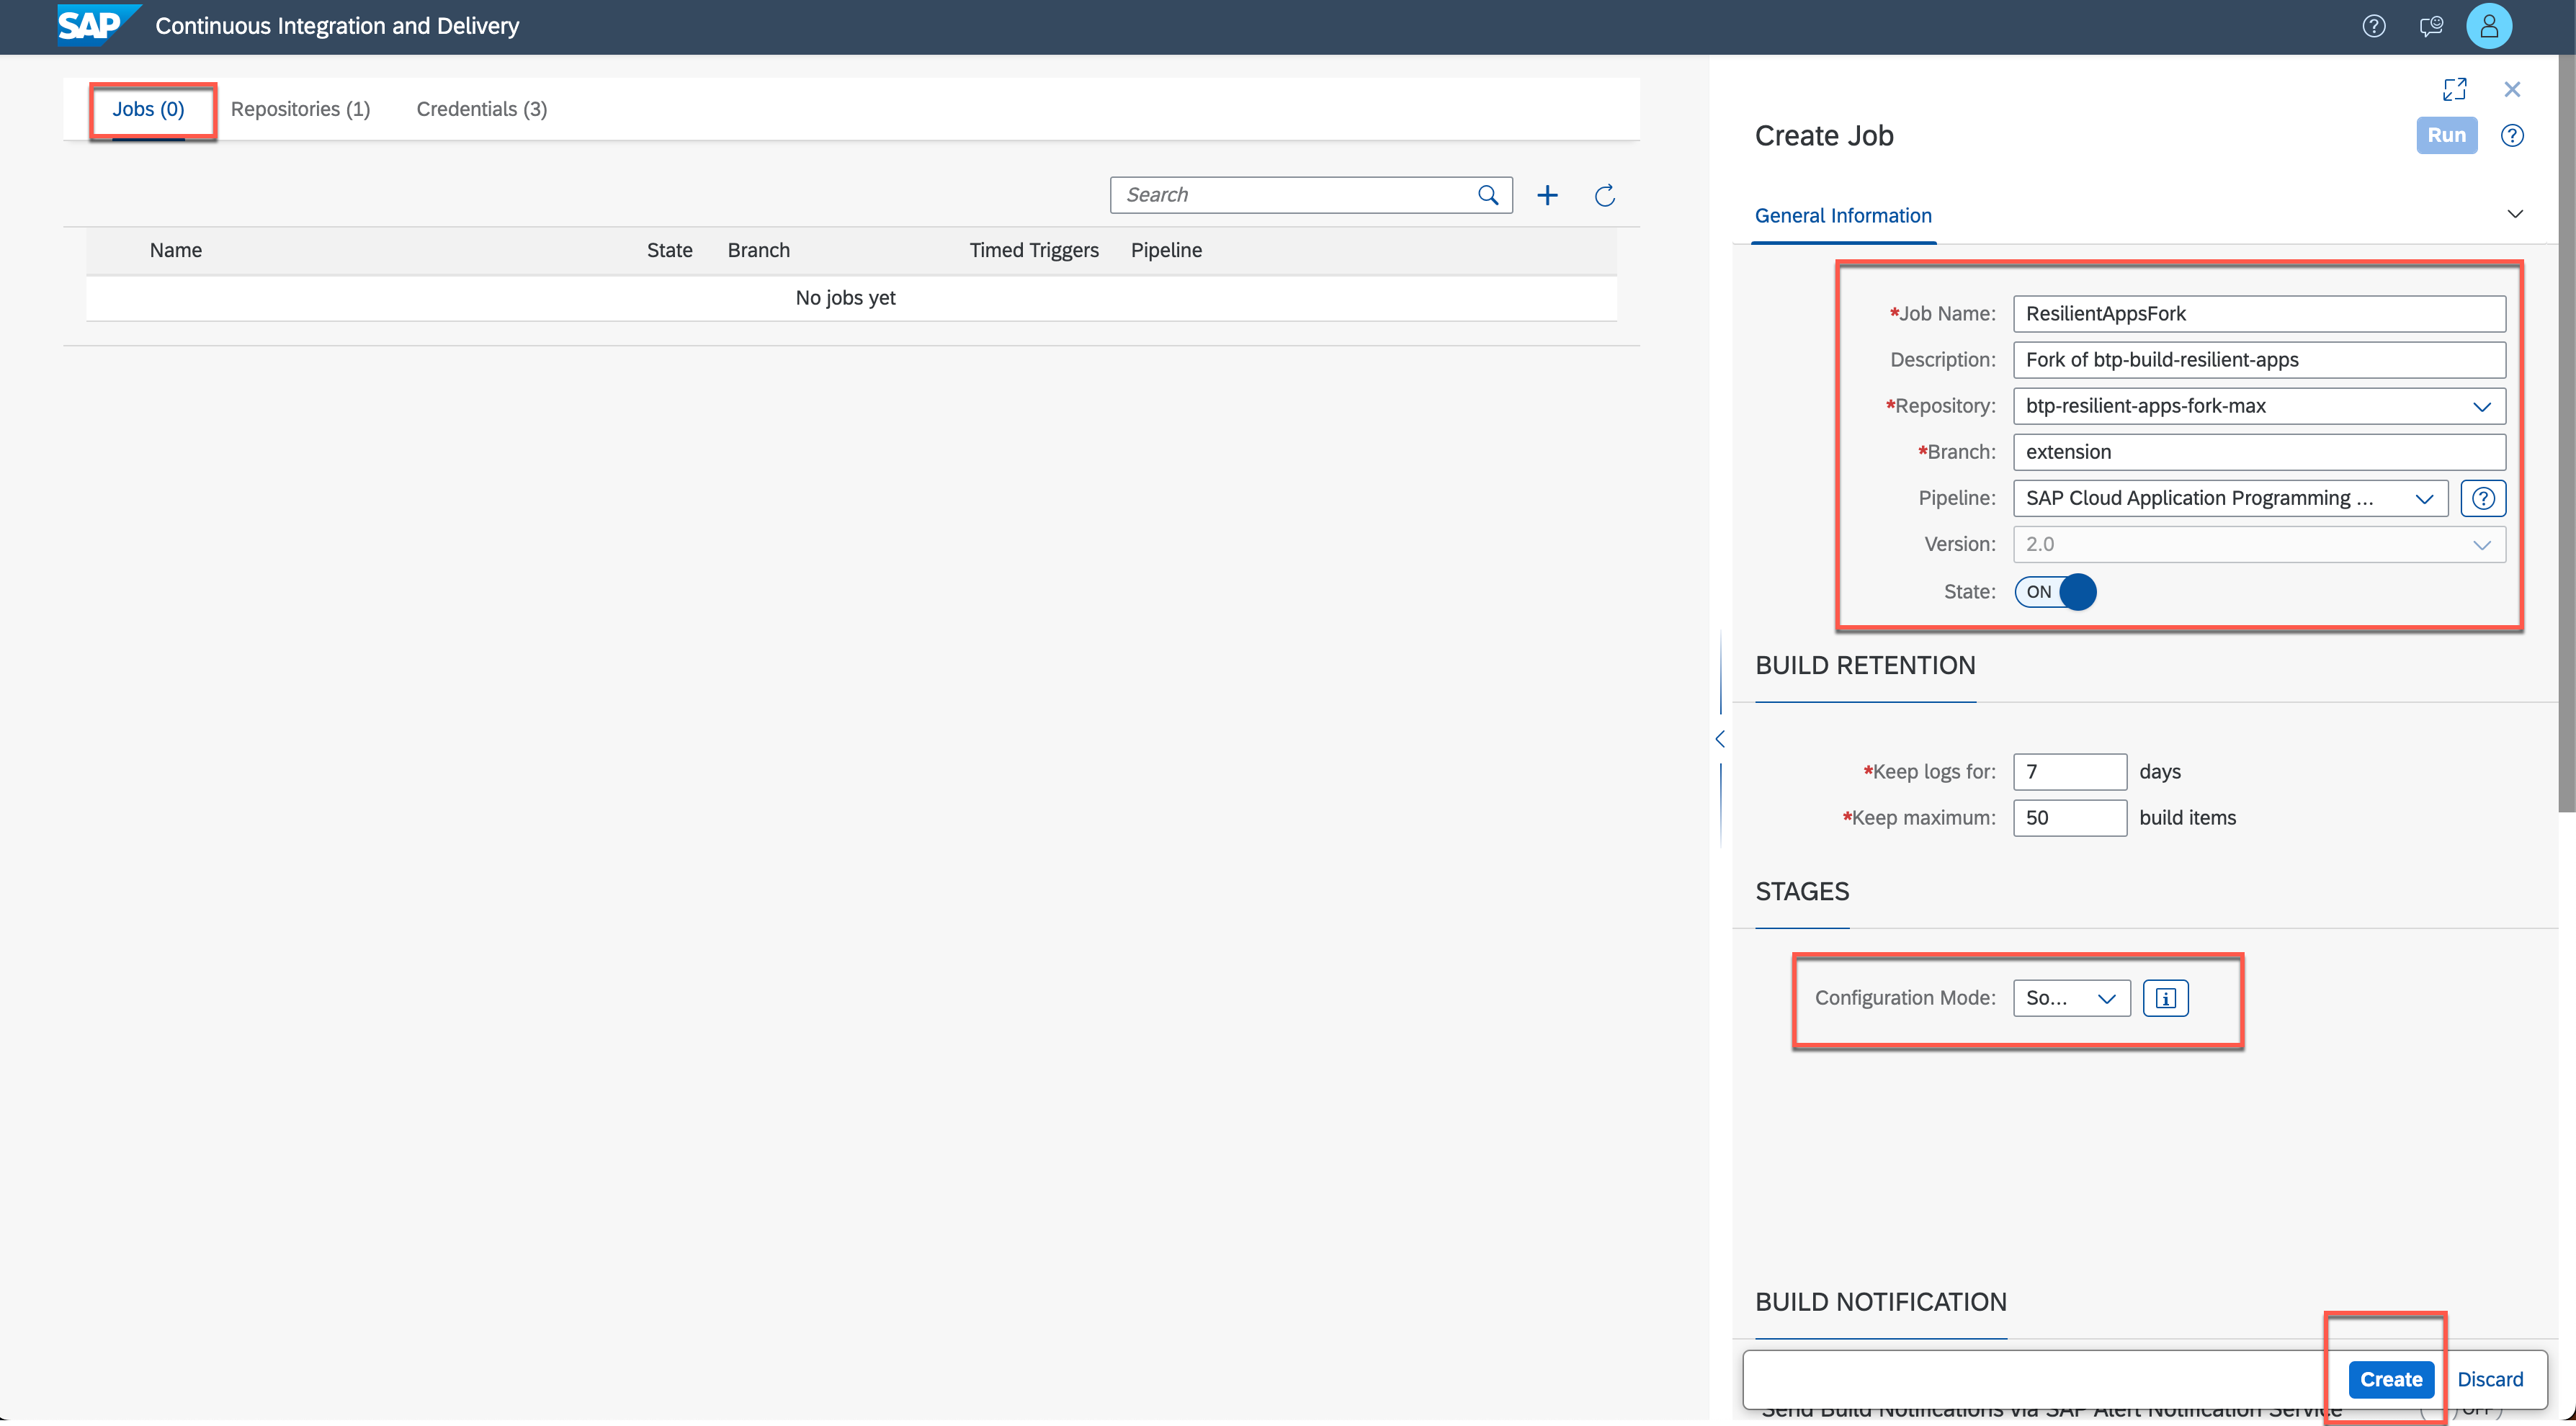 SAP Continuous Integration and Delivery
Jobs (0) Repositories (1) Credentials (3)
Search
Name State Branch Timed Triggers Pipeline
No jobs yet
Create Job
Run
General Information
*Job Name: ResilientAppsFork
Description: Fork of btp-build-resilient-apps
*Repository: btp-resilient-apps-fork-max
*Branch: extension
Pipeline: SAP Cloud Application Programming ...
Version: 2.0
State: ON
BUILD RETENTION
*Keep logs for: 7 days
*Keep maximum: 50 build items
STAGES
Configuration Mode: So...
BUILD NOTIFICATION
Create Discard
Send Build Notifications via SAP Alert Notification Service OFF